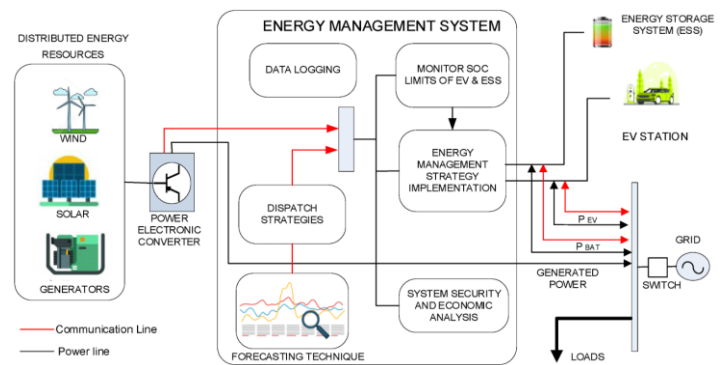 ENERGY MANAGEMENT SYSTEM
DISTRIBUTED ENERGY
RESOURCES
WIND
SOLAR
GENERATORS
POWER
ELECTRONIC
CONVERTER
DATA LOGGING
MONITOR SOC
LIMITS OF EV & ESS
ENERGY
MANAGEMENT
STRATEGY
IMPLEMENTATION
DISPATCH
STRATEGIES
SYSTEM SECURITY
AND ECONOMIC
ANALYSIS
FORECASTING TECHNIQUE
ENERGY STORAGE
SYSTEM (ESS)
EV STATION
P EV
P BAT
GENERATED
POWER
GRID
SWITCH
LOADS
Communication Line
Power line